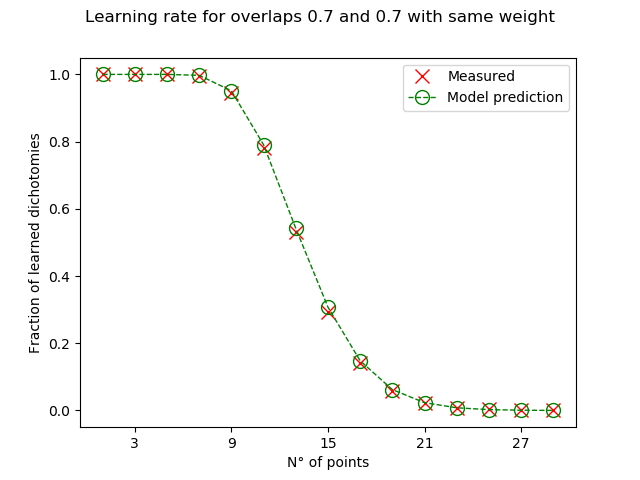 Learning rate for overlaps 0.7 and 0.7 with same weight
Measured
Model prediction
Fraction of learned dichotomies
1.0
0.8
0.6
0.4
0.2
0.0
3 9 15 21 27
N° of points